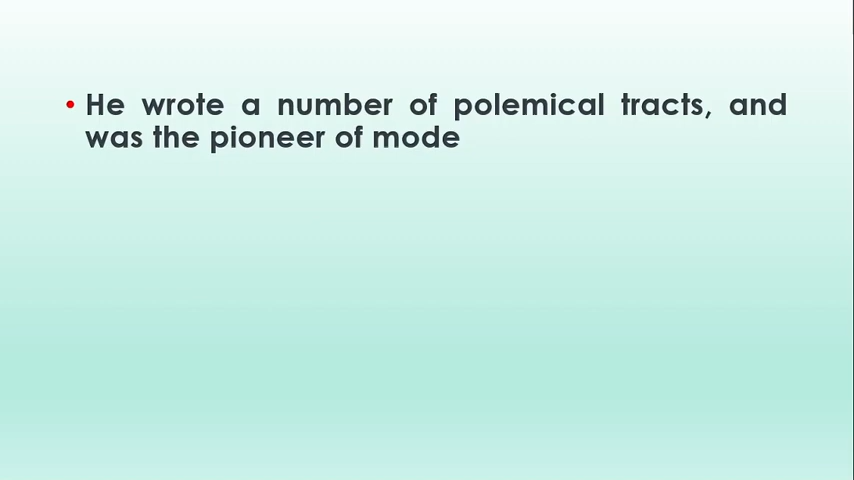 • He wrote a number of polemical tracts, and
was the pioneer of mode